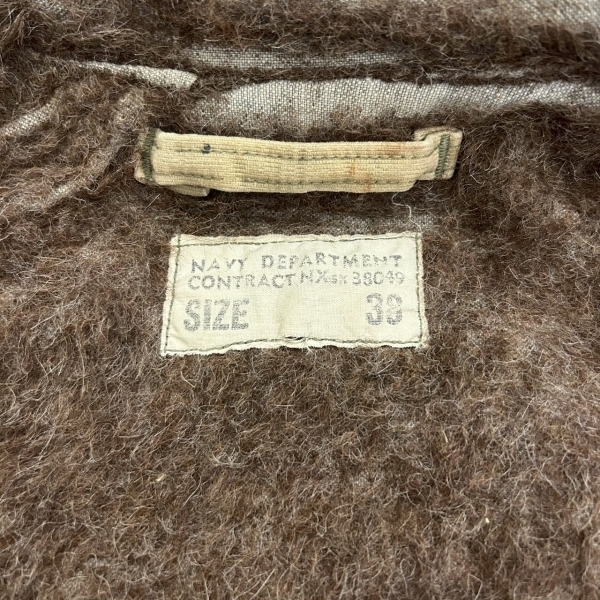 NAVY DEPARTMENT
CONTRACT NXsx 38049
SIZE 38